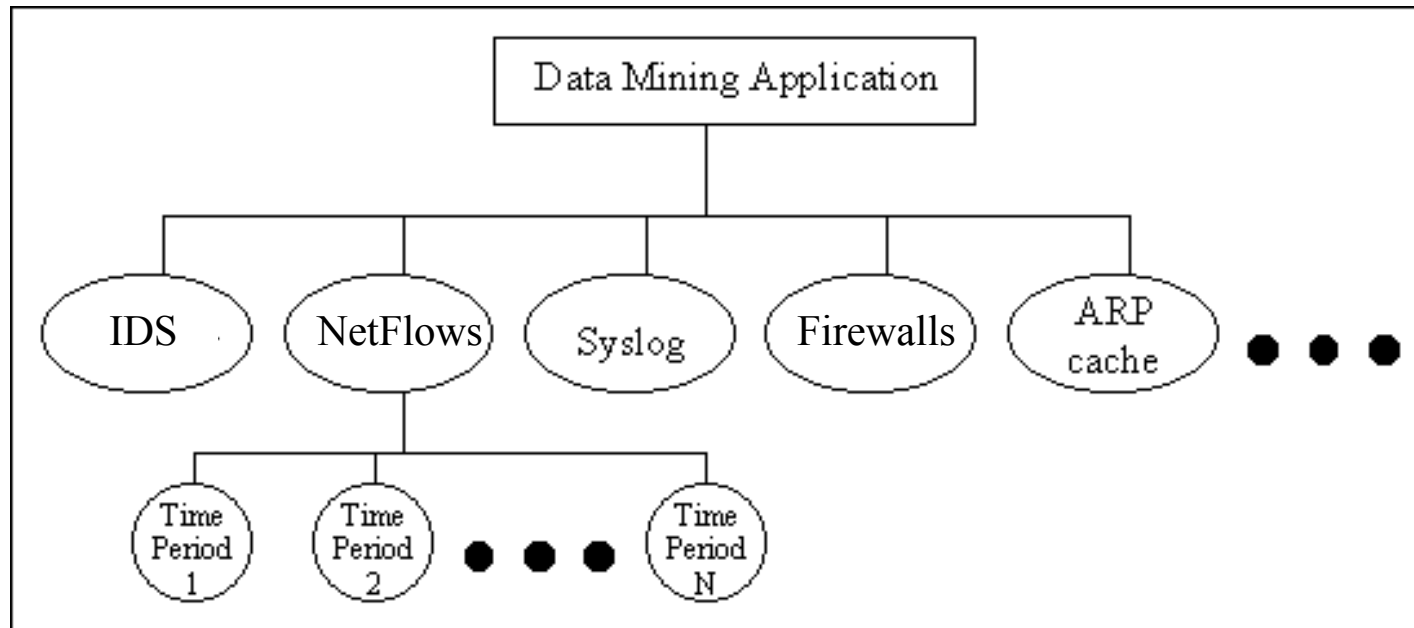 Data Mining Application
IDS
NetFlows
Syslog
Firewalls
ARP
cache
Time
Period
1
Time
Period
2
Time
Period
N